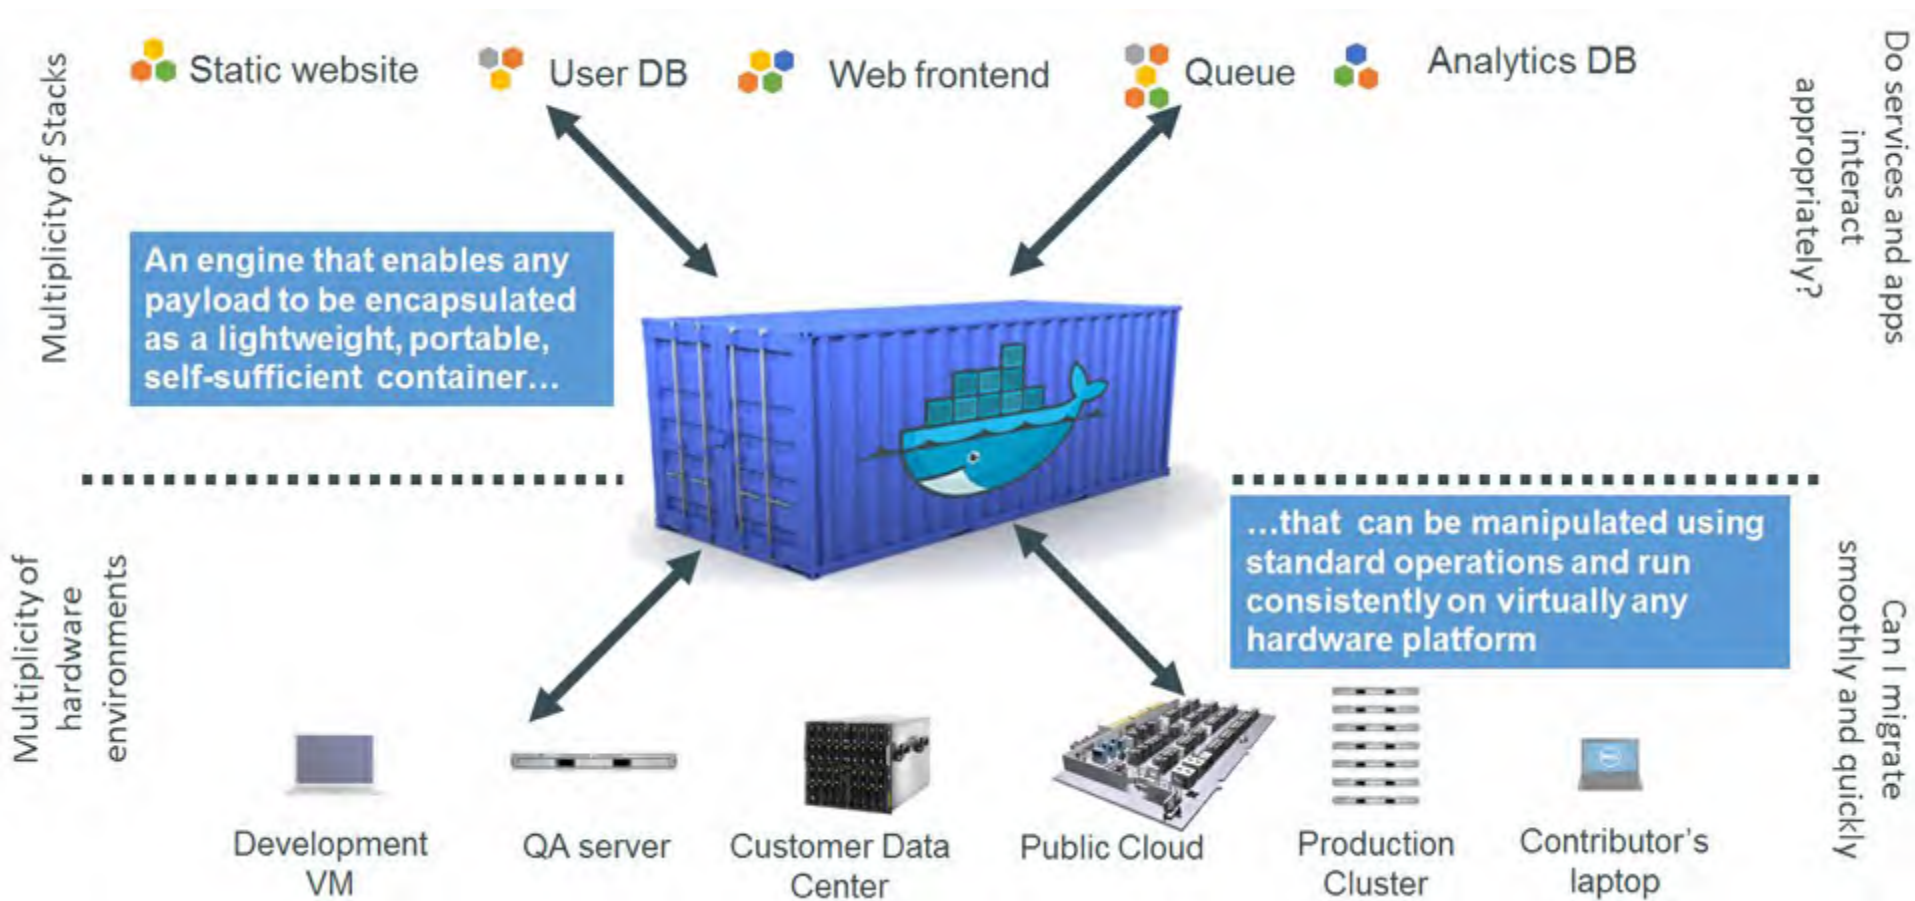 Static website
User DB
Web frontend
Queue
Analytics DB
Multiplicity of Stacks
Do services and apps
interact
appropriately?
An engine that enables any
payload to be encapsulated
as a lightweight, portable,
self-sufficient container…
…that can be manipulated using
standard operations and run
consistently on virtually any
hardware platform
Multiplicity of
hardware
environments
Can I migrate
smoothly and quickly
Development
VM
QA server
Customer Data
Center
Public Cloud
Production
Cluster
Contributor’s
laptop